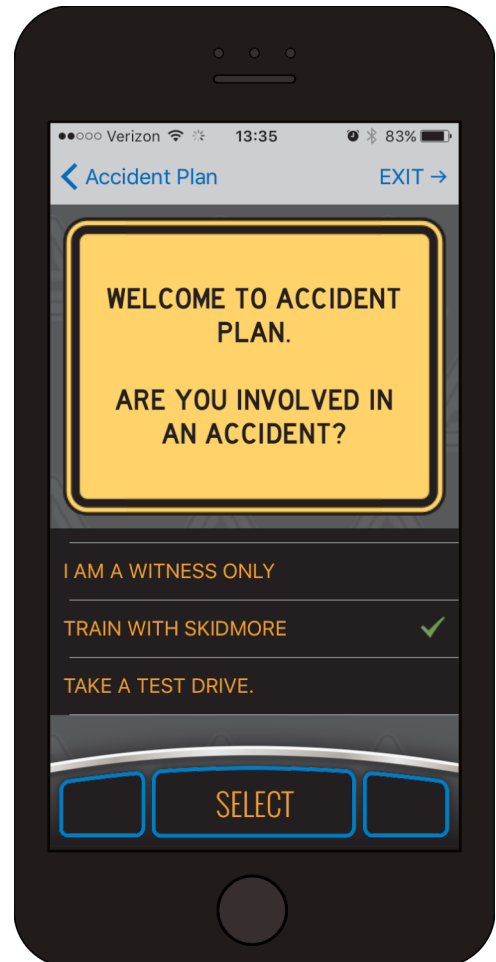 Verizon 13:35 83%
Accident Plan EXIT →
WELCOME TO ACCIDENT
PLAN.
ARE YOU INVOLVED IN
AN ACCIDENT?
I AM A WITNESS ONLY
TRAIN WITH SKIDMORE
TAKE A TEST DRIVE.
SELECT